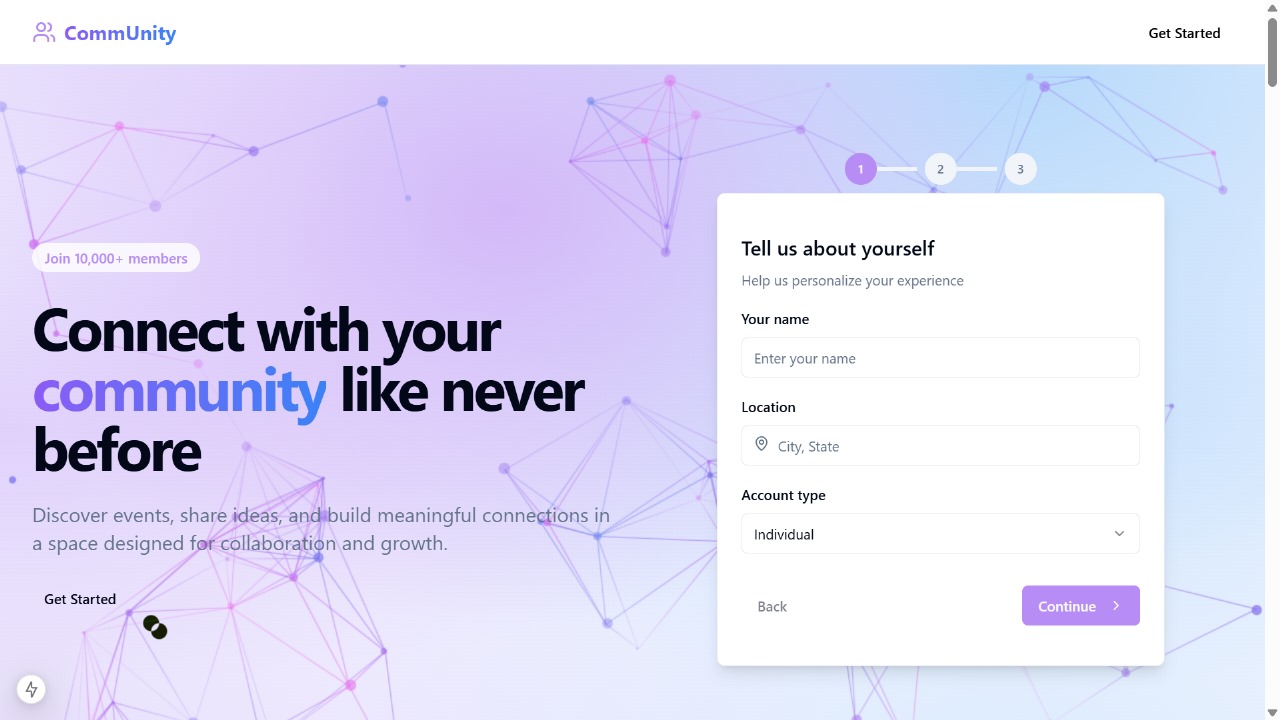 CommUnity
Get Started
Join 10,000+ members
Connect with your
community like never
before
Discover events, share ideas, and build meaningful connections in
a space designed for collaboration and growth.
Get Started
1 2 3
Tell us about yourself
Help us personalize your experience
Your name
Enter your name
Location
City, State
Account type
Individual
Back
Continue